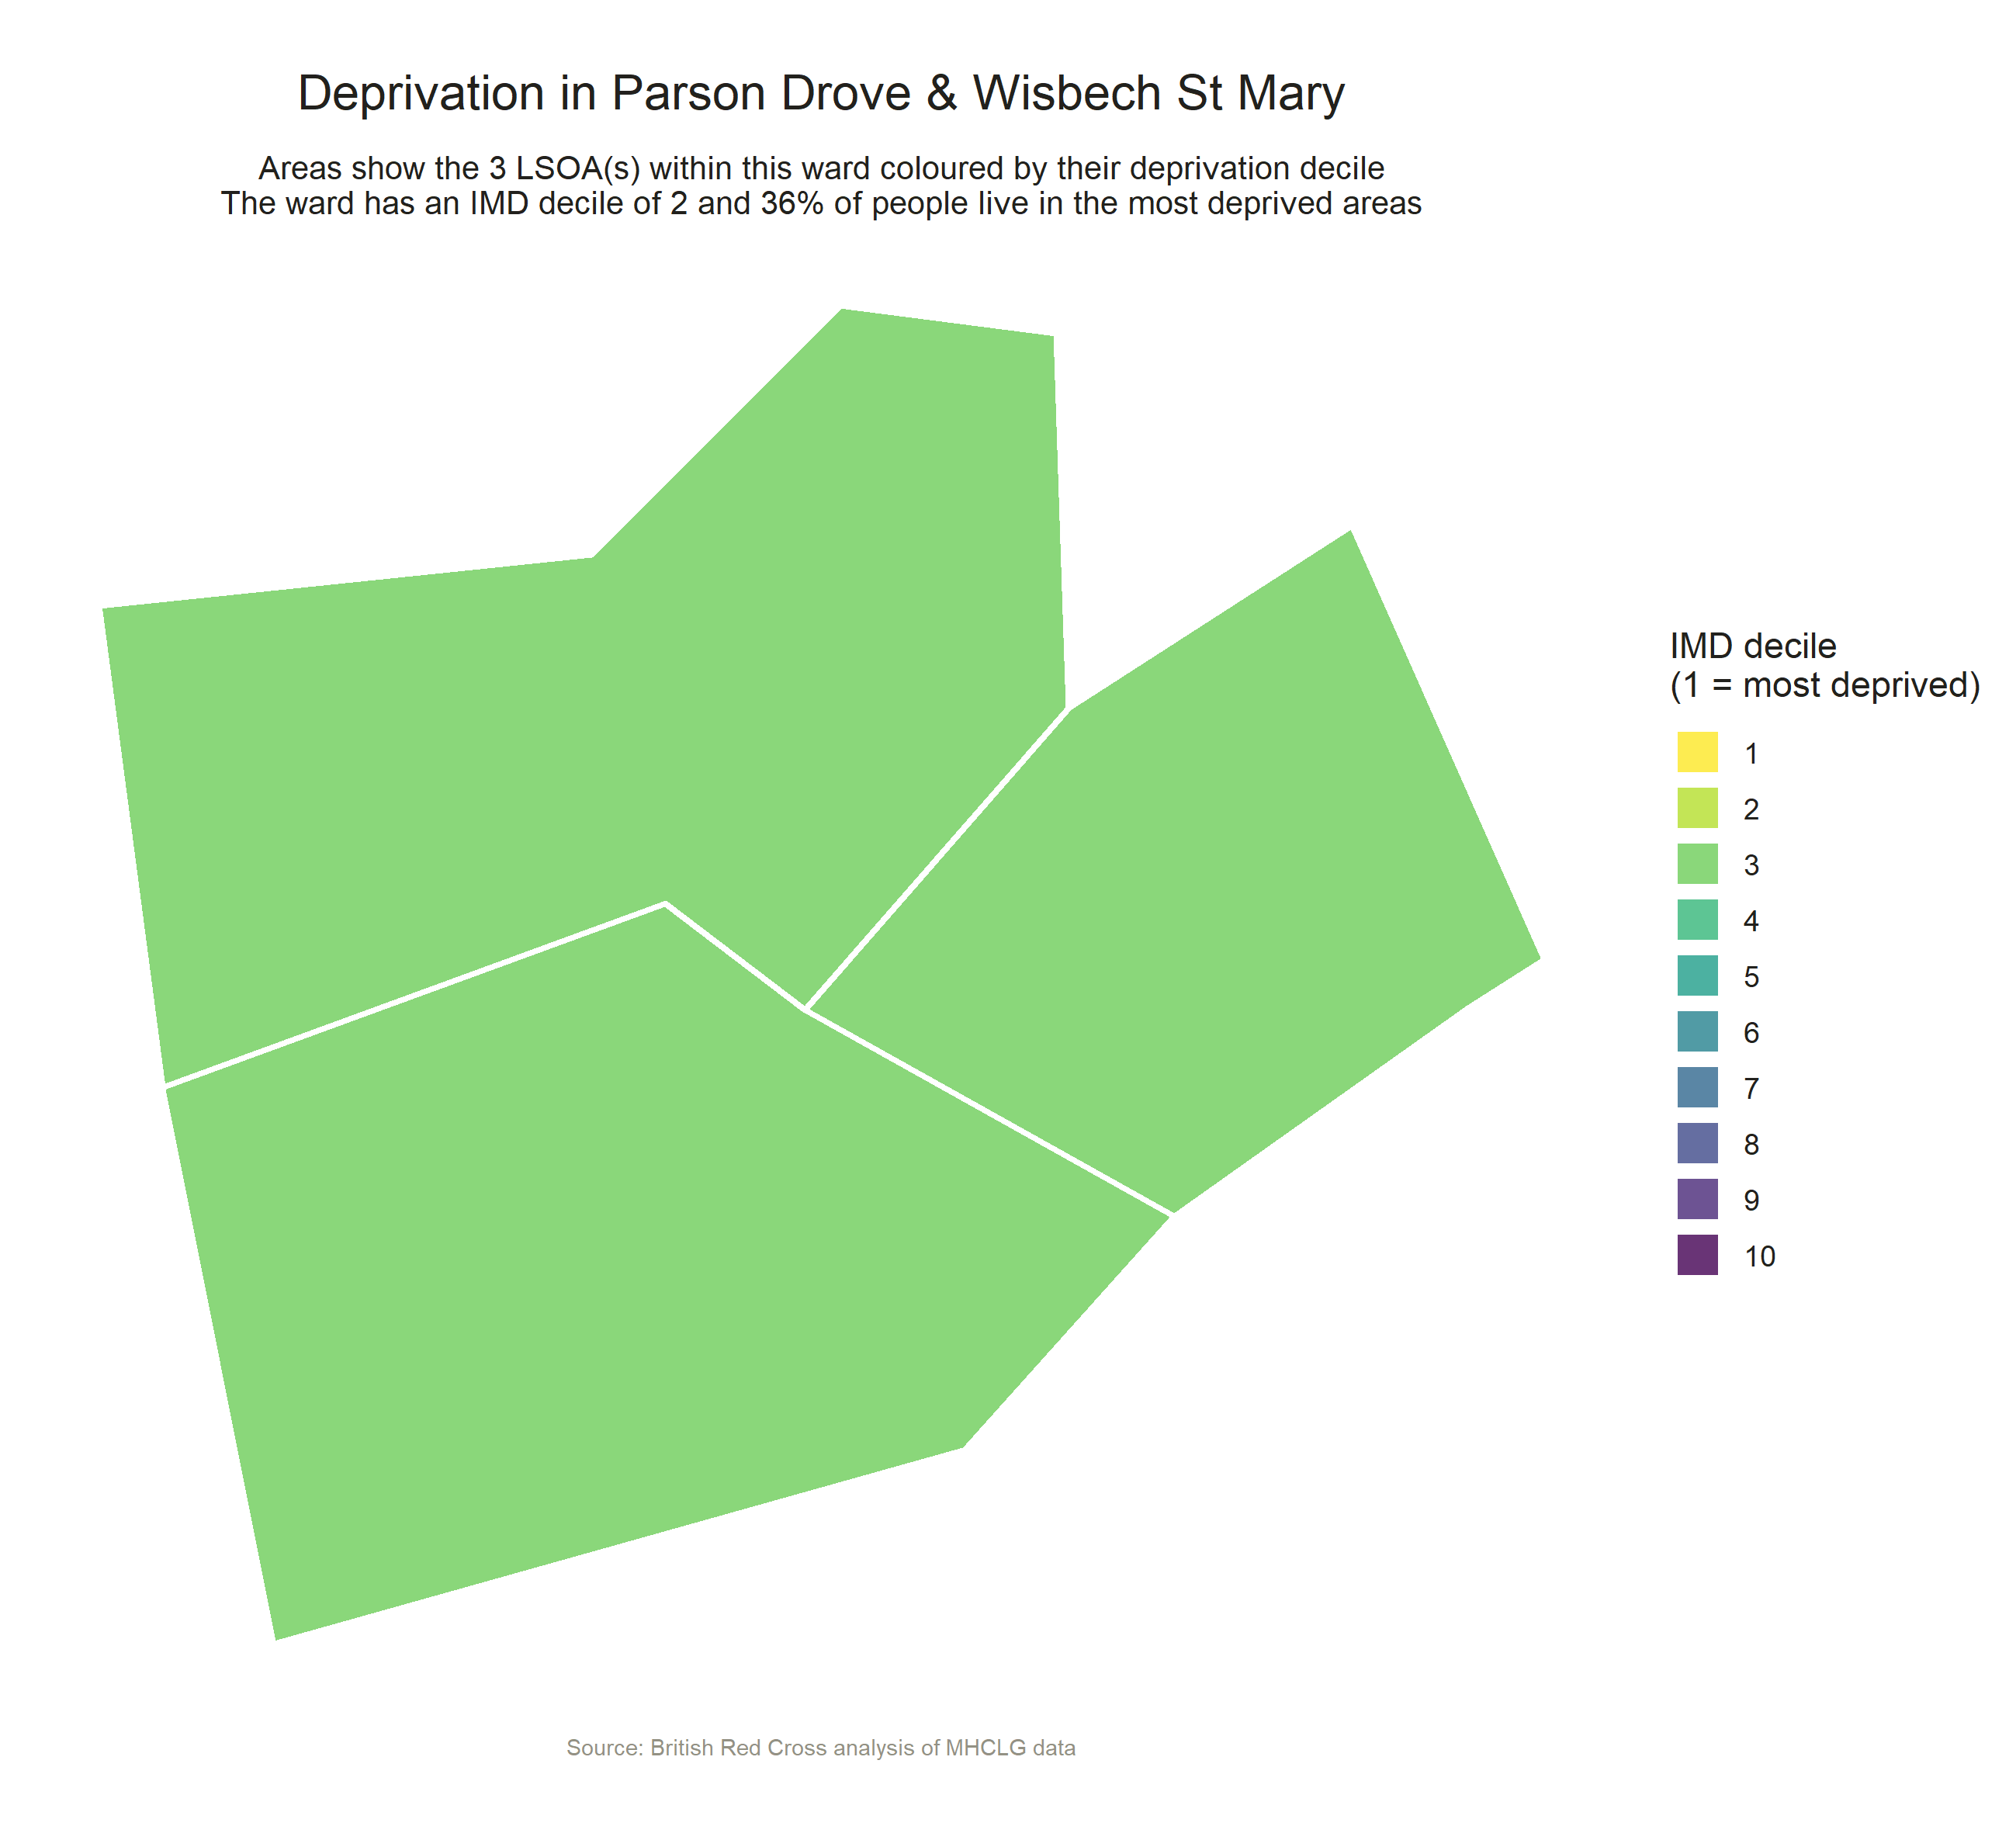 Deprivation in Parson Drove & Wisbech St Mary
Areas show the 3 LSOA(s) within this ward coloured by their deprivation decile
The ward has an IMD decile of 2 and 36% of people live in the most deprived areas
IMD decile
(1 = most deprived)
1
2
3
4
5
6
7
8
9
10
Source: British Red Cross analysis of MHCLG data